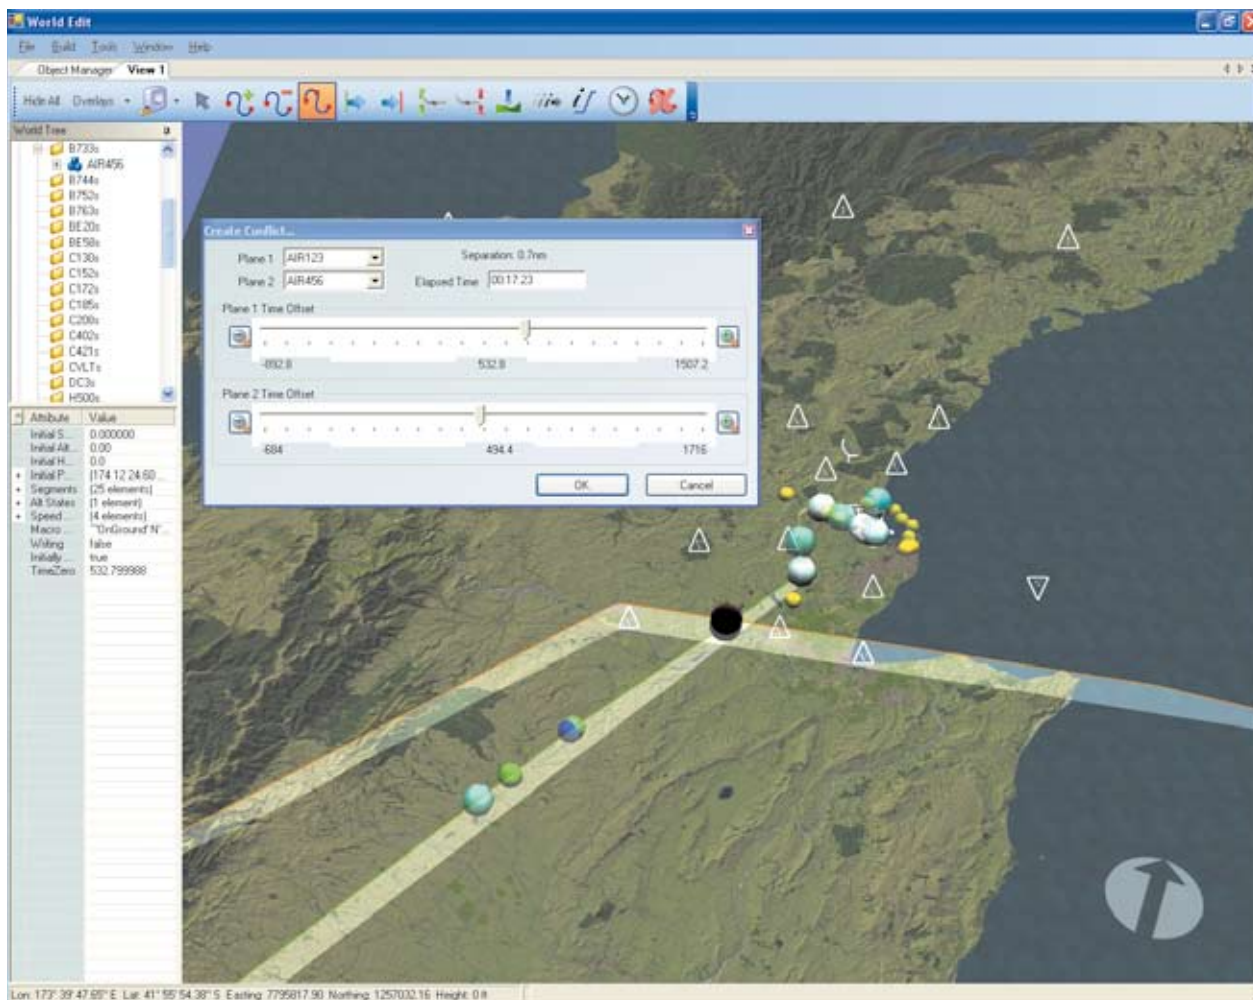 World Edit
File Build Tools Window Help
Object Manager View 1
Hide All Overlays
World Tree
B733s
AIR456
B744s
B752s
B763s
BE20s
BE58s
C130s
C152s
C172s
C185s
C208s
C402s
C421s
CVLTs
DC3s
H500s
Attribute Value
Initial S... 0.000000
Initial Alt... 0.00
Initial H... 0.0
Initial P... (174 12 24.60...
Segments (25 elements)
Alt States (1 element)
Speed ... (4 elements)
Macro ... "'OnGround' N'...
false
Initially ... true
TimeZero 532.799988
Create Conflict...
Plane 1 AIR123 Separation: 0.7nm
Plane 2 AIR456 Elapsed Time 00:17:23
Plane 1 Time Offset
-892.8 532.8 1507.2
Plane 2 Time Offset
-684 494.4 1716
OK Cancel
Lon: 173° 39' 47.65" E Lat: 41° 55' 54.38" S Easting: 7795817.90 Northing: 1257032.16 Height: 0 ft